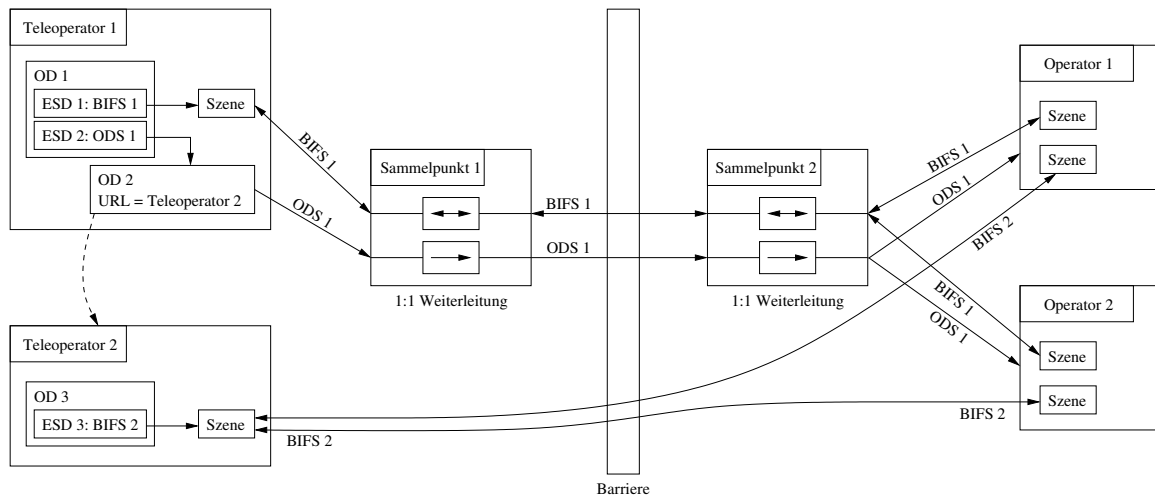 Teleoperator 1
OD 1
ESD 1: BIFS 1
ESD 2: ODS 1
Szene
OD 2
URL = Teleoperator 2
BIFS 1
ODS 1
Sammelpunkt 1
1:1 Weiterleitung
BIFS 1
ODS 1
Sammelpunkt 2
1:1 Weiterleitung
BIFS 1
ODS 1
BIFS 2
BIFS 1
ODS 1
Operator 1
Szene
Szene
Operator 2
Szene
Szene
BIFS 2
Teleoperator 2
OD 3
ESD 3: BIFS 2
Szene
BIFS 2
Barriere